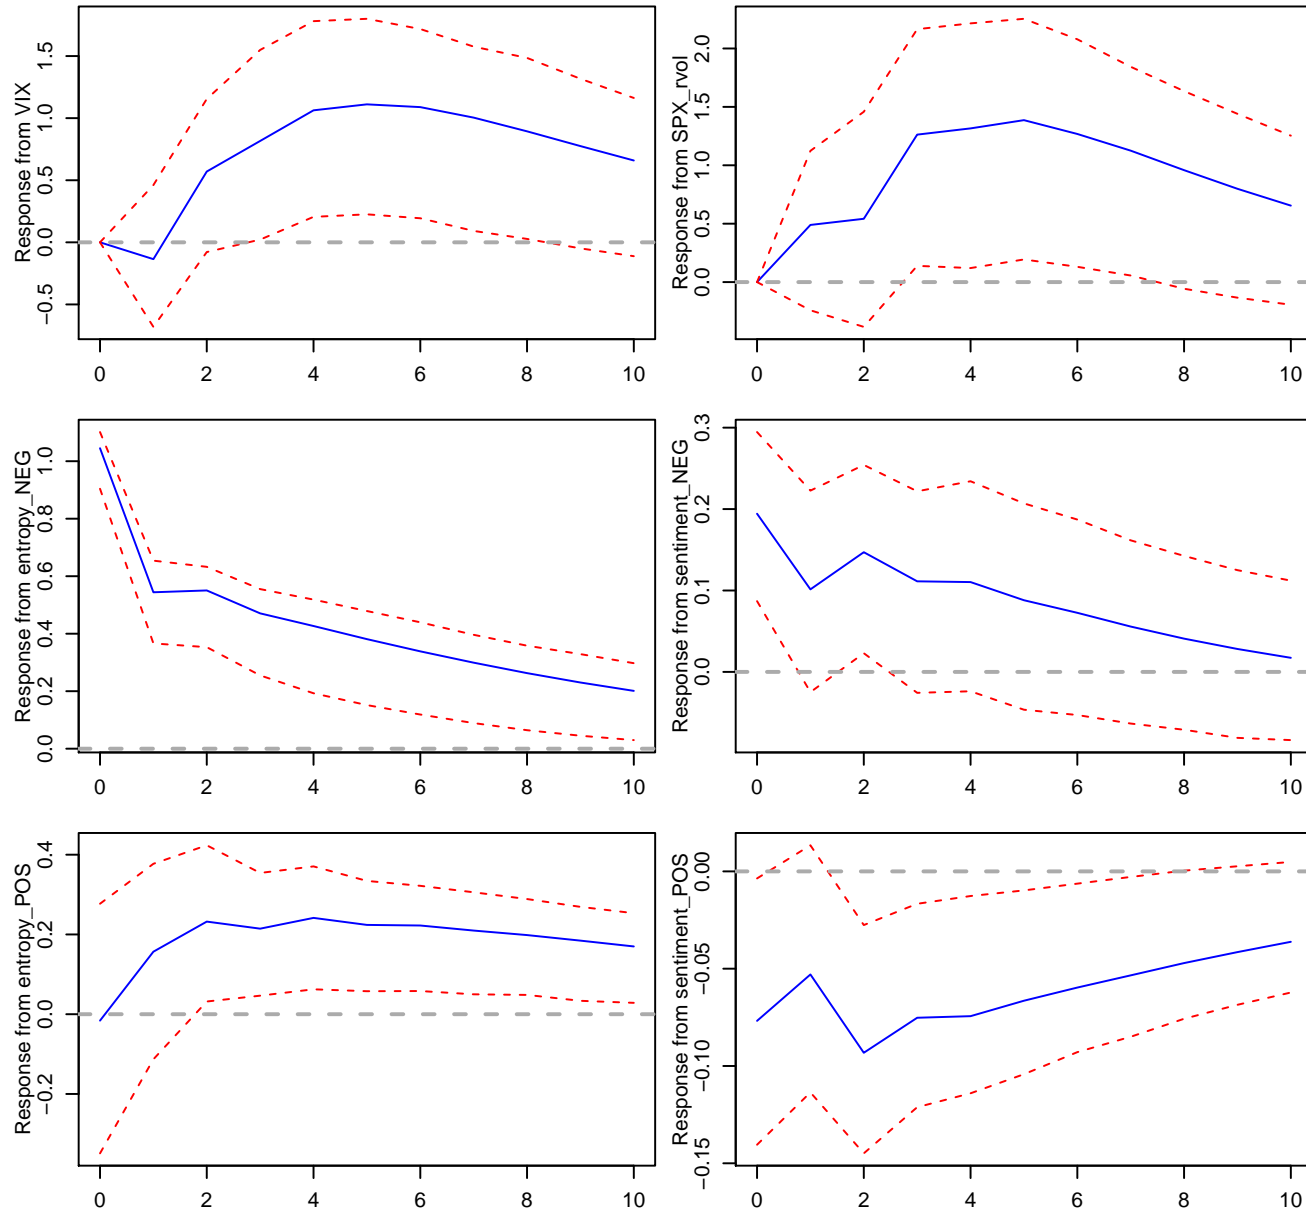 Response from VIX
1.5
1.0
0.5
0.0
−0.5
0 2 4 6 8 10
Response from SPX_rvol
2.0
1.5
1.0
0.5
0.0
0 2 4 6 8 10
Response from entropy_NEG
1.0
0.8
0.6
0.4
0.2
0.0
0 2 4 6 8 10
Response from sentiment_NEG
0.3
0.2
0.1
0.0
0 2 4 6 8 10
Response from entropy_POS
0.4
0.2
0.0
−0.2
0 2 4 6 8 10
Response from sentiment_POS
0.00
−0.05
−0.10
−0.15
0 2 4 6 8 10